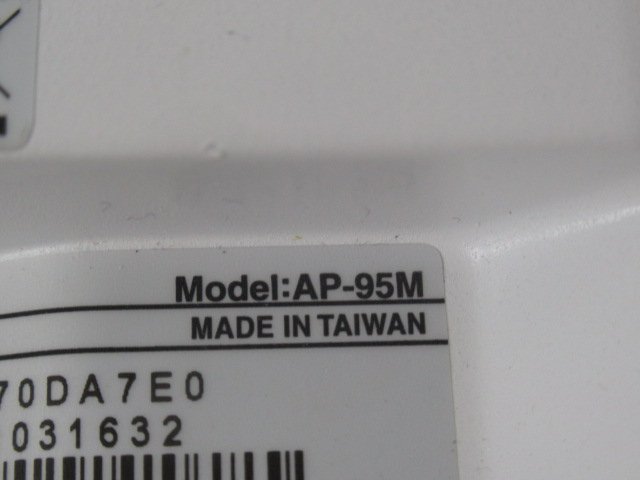 Model:AP-95M
MADE IN TAIWAN
70DA7E0
031632